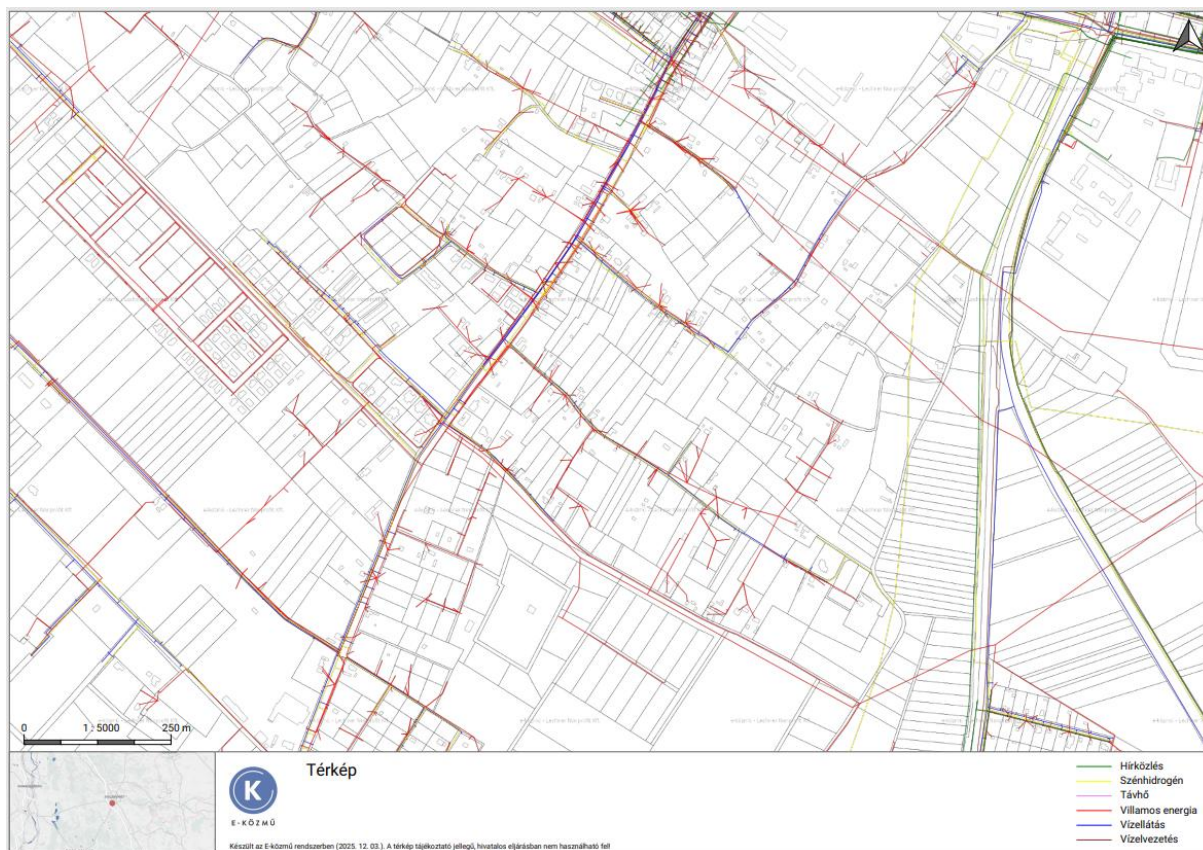 0
1 : 5000
250 m
K
E-KÖZMŰ
Térkép
Készült az E-közmű rendszerben (2025. 12. 03.). A térkép tájékoztató jellegű, hivatalos eljárásban nem használható fel!
Hírközlés
Szénhidrogén
Távhő
Villamos energia
Vízellátás
Vízelvezetés